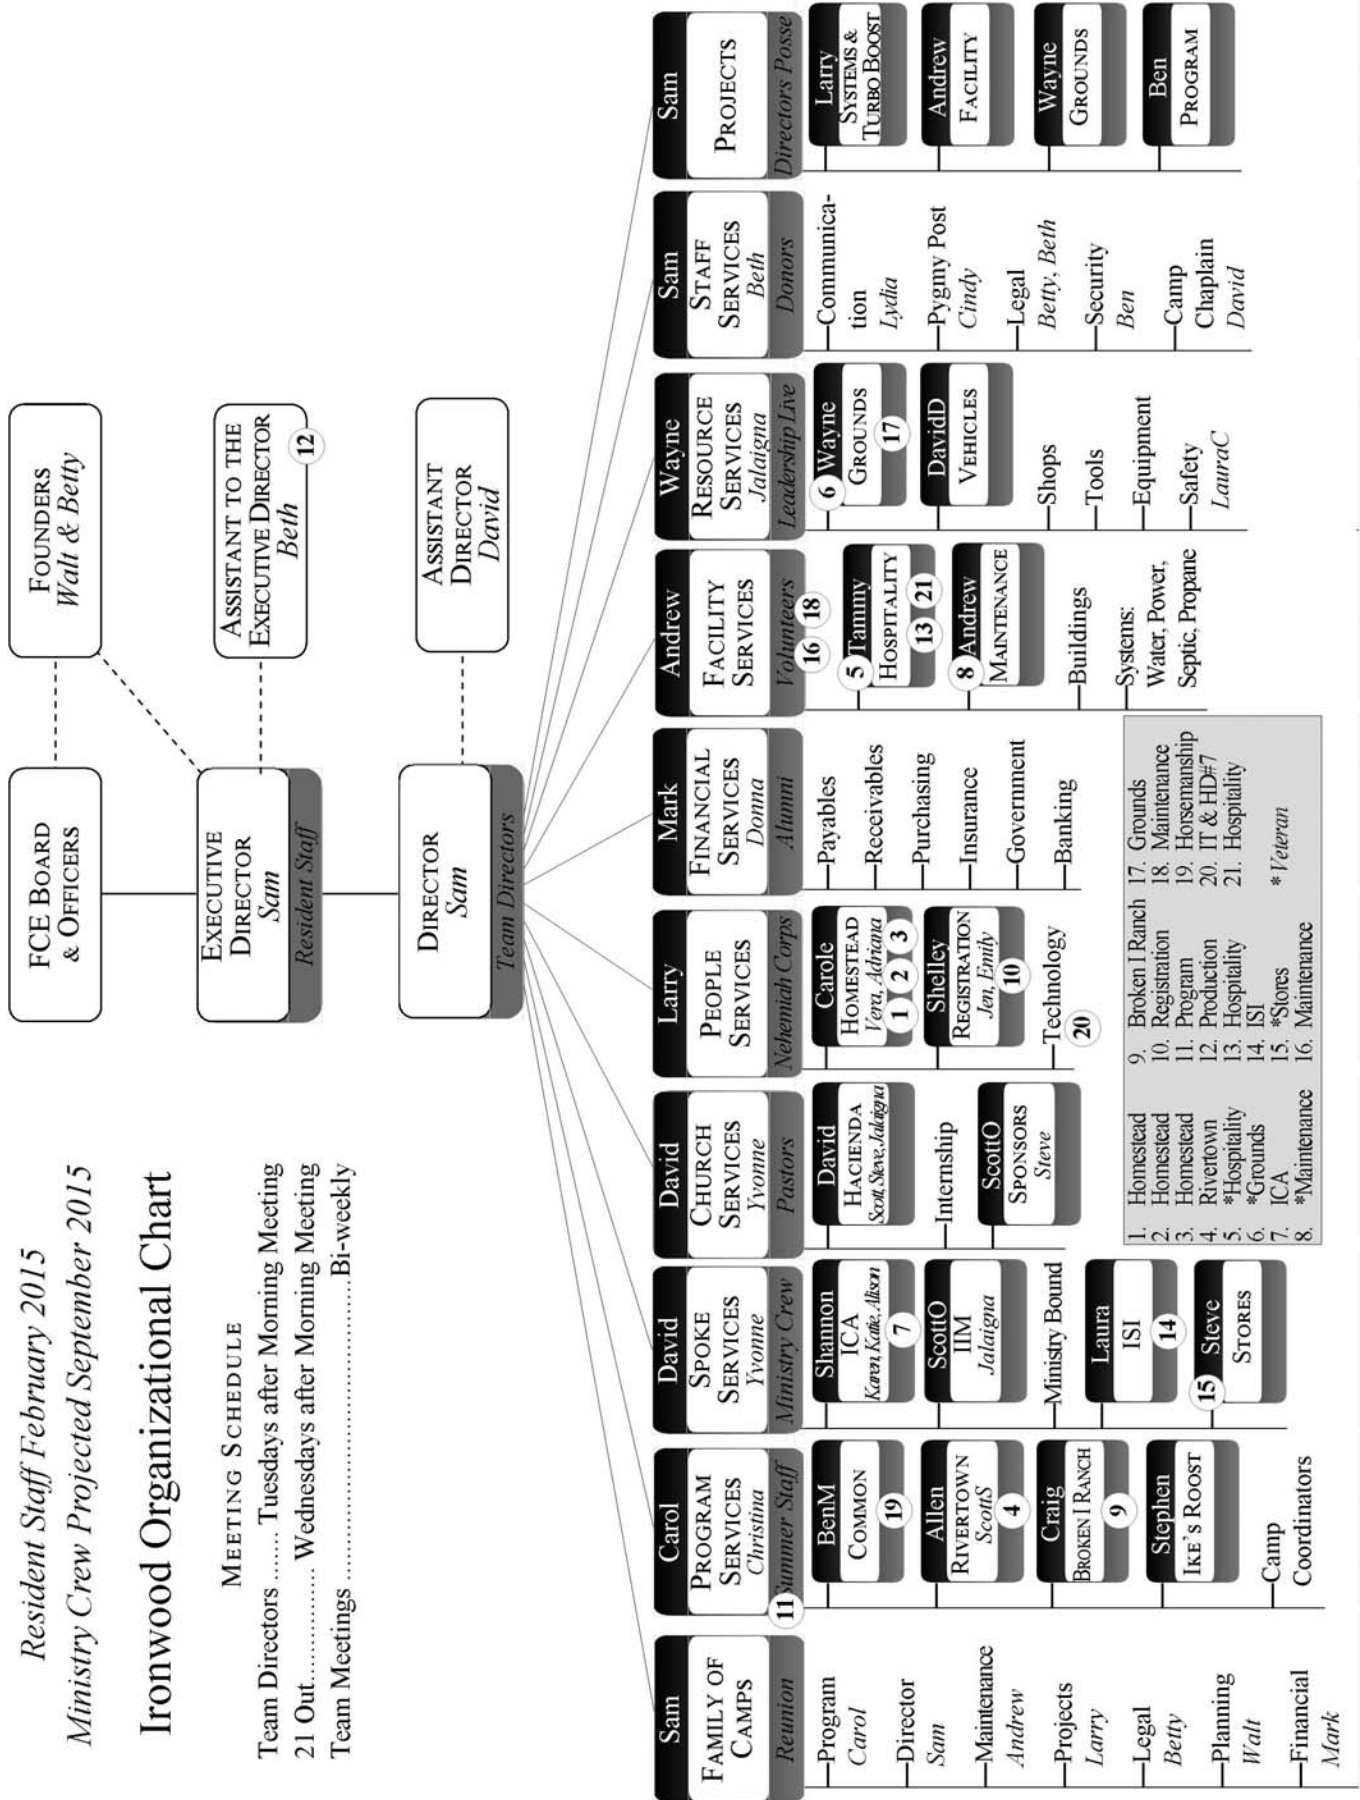 Resident Staff February 2015
Ministry Crew Projected September 2015
Ironwood Organizational Chart
MEETING SCHEDULE
Team Directors ...... Tuesdays after Morning Meeting
21 Out.............. Wednesdays after Morning Meeting
Team Meetings ........................................Bi-weekly
FCE BOARD
& OFFICERS
FOUNDERS
Walt & Betty
EXECUTIVE
DIRECTOR
Sam
Resident Staff
ASSISTANT TO THE
EXECUTIVE DIRECTOR
Beth
12
DIRECTOR
Sam
Team Directors
ASSISTANT
DIRECTOR
David
Sam
FAMILY OF
CAMPS
Reunion
Program
Carol
Director
Sam
Maintenance
Andrew
Projects
Larry
Legal
Betty
Planning
Walt
Financial
Mark
Carol
PROGRAM
SERVICES
Christina
11 Summer Staff
BenM
COMMON
19
Allen
RIVERTOWN
ScottS
4
Craig
BROKEN I RANCH
9
Stephen
IKE's ROOST
Camp
Coordinators
David
SPOKE
SERVICES
Yvonne
Ministry Crew
Shannon
ICA
Karen, Katie, Alison
7
ScottO
IIM
Jalaigna
Ministry Bound
Laura
ISI
14
15 Steve
STORES
David
CHURCH
SERVICES
Yvonne
Pastors
David
HACIENDA
Scott, Steve, Jalaigna
Internship
ScottO
SPONSORS
Steve
Larry
PEOPLE
SERVICES
Nehemiah Corps
Carole
HOMESTEAD
Vera, Adriana
1 2 3
Shelley
REGISTRATION
Jen, Emily
10
Technology
20
Mark
FINANCIAL
SERVICES
Donna
Alumni
Payables
Receivables
Purchasing
Insurance
Government
Banking
Andrew
FACILITY
SERVICES
Volunteers
16 18
5 Tammy
HOSPITALITY
13 21
8 Andrew
MAINTENANCE
Buildings
Systems:
Water, Power,
Septic, Propane
Wayne
RESOURCE
SERVICES
Jalaigna
Leadership Live
6 Wayne
GROUNDS
17
DavidD
VEHICLES
Shops
Tools
Equipment
Safety
LauraC
Sam
STAFF
SERVICES
Beth
Donors
Communica-
tion
Lydia
Pygmy Post
Cindy
Legal
Betty, Beth
Security
Ben
Camp
Chaplain
David
Sam
PROJECTS
Directors Posse
Larry
SYSTEMS &
TURBO BOOST
Andrew
FACILITY
Wayne
GROUNDS
Ben
PROGRAM
1. Homestead
2. Homestead
3. Homestead
4. Rivertown
5. *Hospitality
6. *Grounds
7. ICA
8. *Maintenance
9. Broken I Ranch
10. Registration
11. Program
12. Production
13. Hospitality
14. ISI
15. *Stores
16. Maintenance
17. Grounds
18. Maintenance
19. Horsemanship
20. IT & HD#7
21. Hospitality
* Veteran